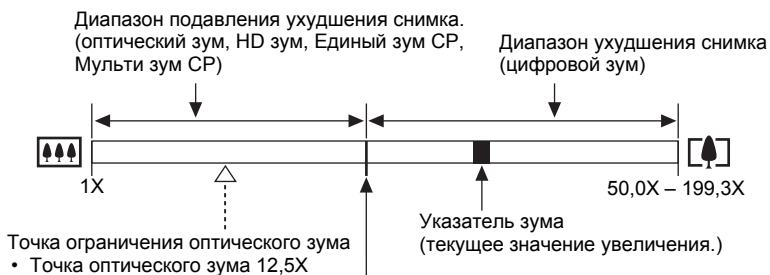 Диапазон подавления ухудшения снимка.
(оптический зум, HD зум, Единый зум СР,
Мульти зум СР)
Диапазон ухудшения снимка
(цифровой зум)
1X
50,0X – 199,3X
Указатель зума
(текущее значение увеличения.)
Точка ограничения оптического зума
• Точка оптического зума 12,5X